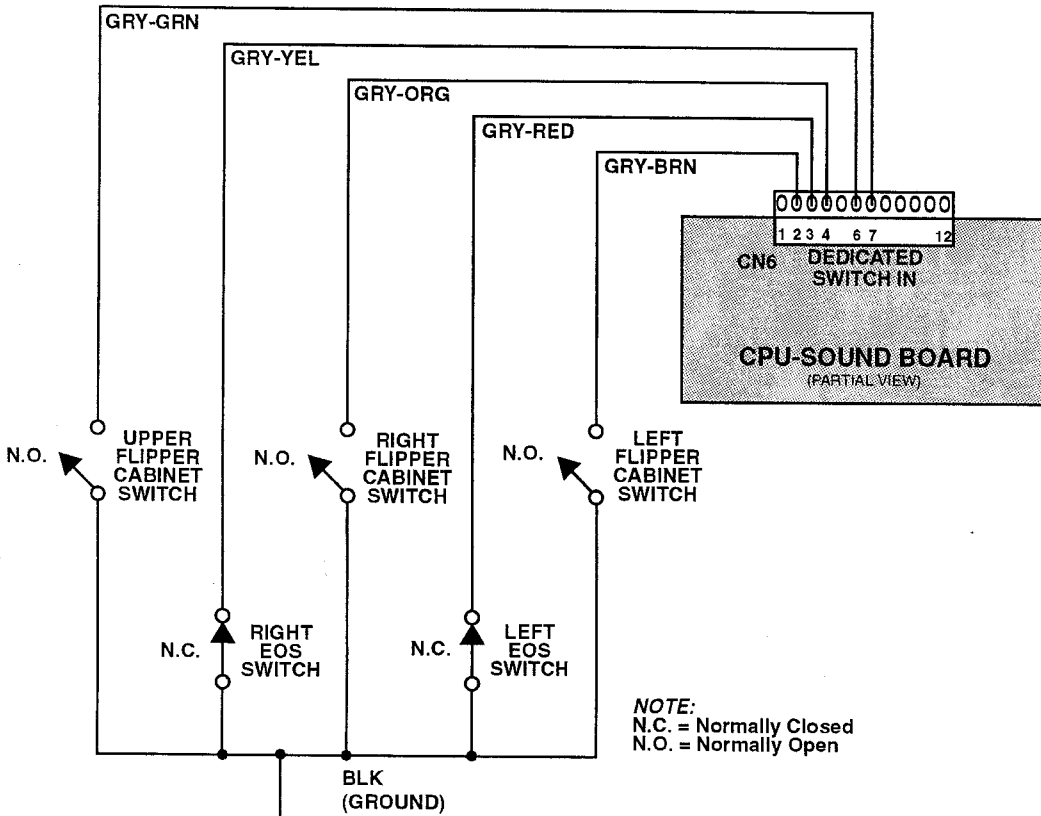 GRY-GRN
GRY-YEL
GRY-ORG
GRY-RED
GRY-BRN
1 2 3 4 6 7 12
CN6
DEDICATED
SWITCH IN
CPU-SOUND BOARD
(PARTIAL VIEW)
N.O.
UPPER
FLIPPER
CABINET
SWITCH
N.O.
RIGHT
FLIPPER
CABINET
SWITCH
N.O.
LEFT
FLIPPER
CABINET
SWITCH
N.C.
RIGHT
EOS
SWITCH
N.C.
LEFT
EOS
SWITCH
NOTE:
N.C. = Normally Closed
N.O. = Normally Open
BLK
(GROUND)